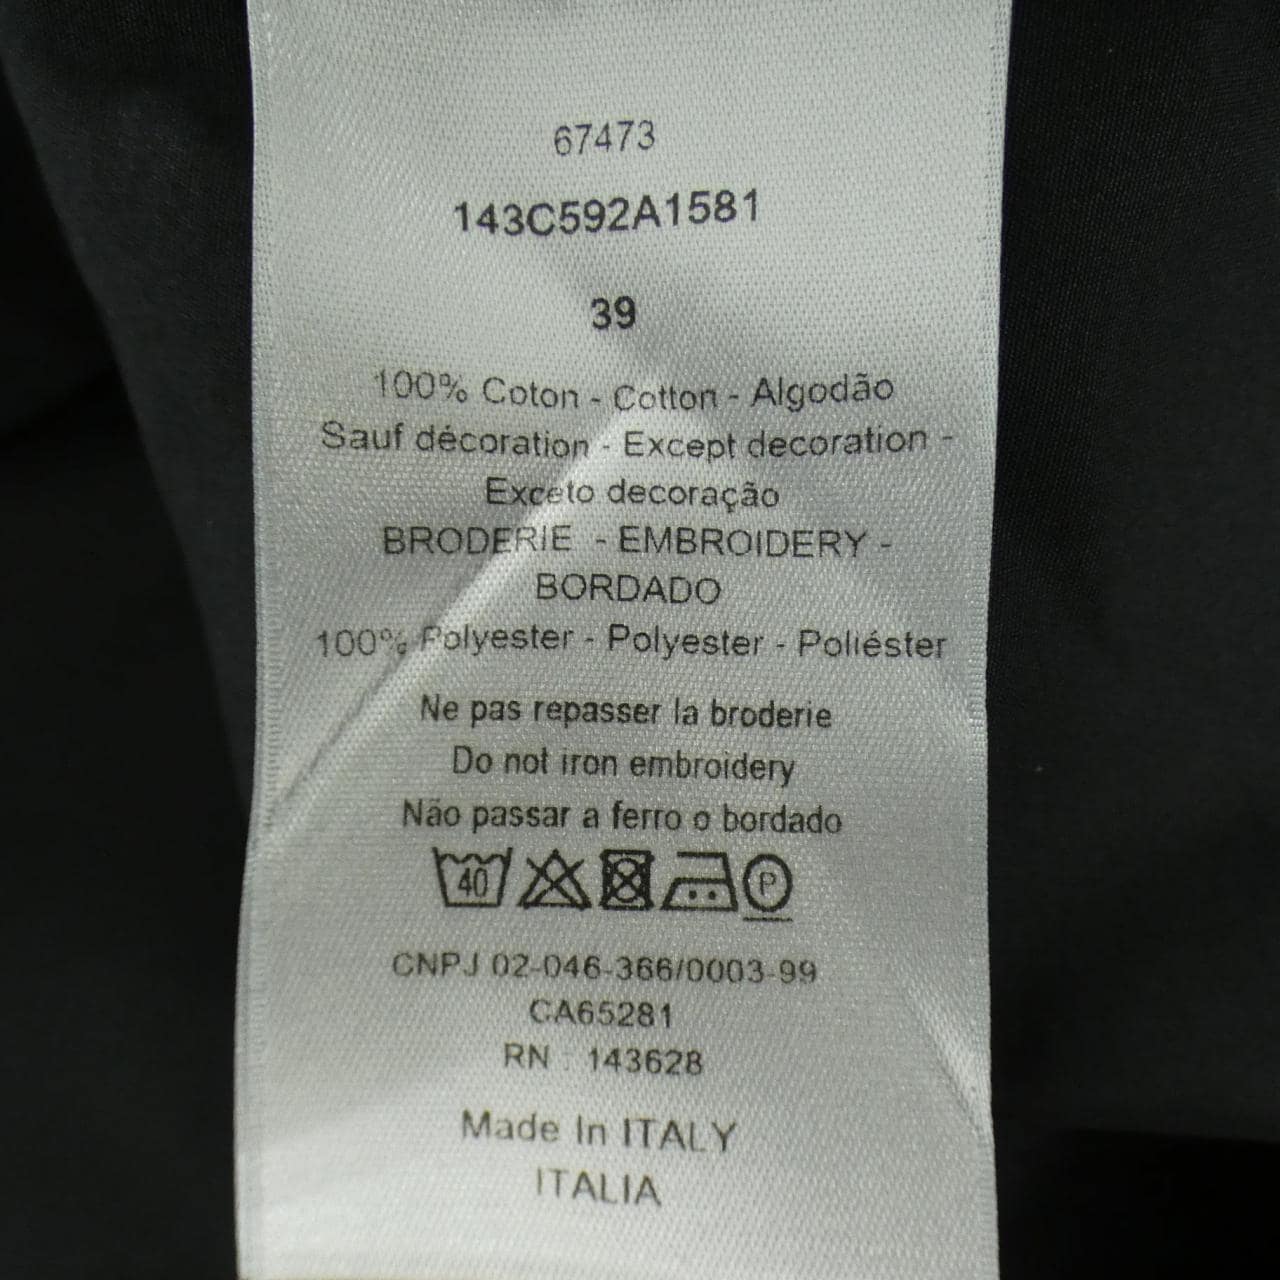 67473
143C592A1581
39
100% Coton - Cotton - Algodão
Sauf décoration - Except decoration -
Exceto decoração
BRODERIE - EMBROIDERY -
BORDADO
100% Polyester - Polyester - Poliéster
Ne pas repasser la broderie
Do not iron embroidery
Não passar a ferro o bordado
40 P
CNPJ 02-046-366/0003-99
CA65281
RN : 143628
Made In ITALY
ITALIA